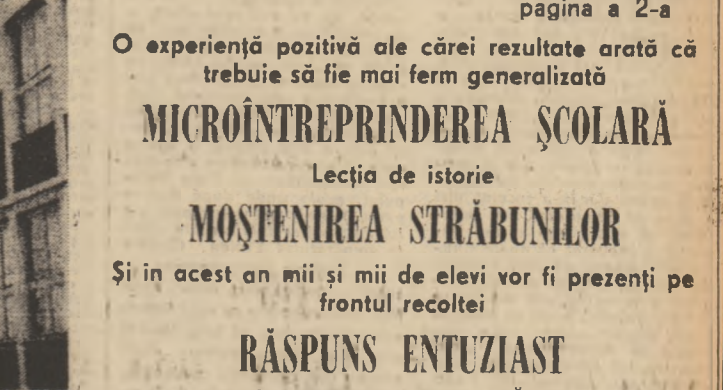 pagina a 2-a
O experiență pozitivă ale cărei rezultate arată că
trebuie să fie mai ferm generalizată
MICROÎNTREPRINDEREA ȘCOLARĂ
Lecția de istorie
MOȘTENIREA STRĂBUNILOR
Și in acest an mii și mii de elevi vor fi prezenți pe
frontul recoltei
RĂSPUNS ENTUZIAST